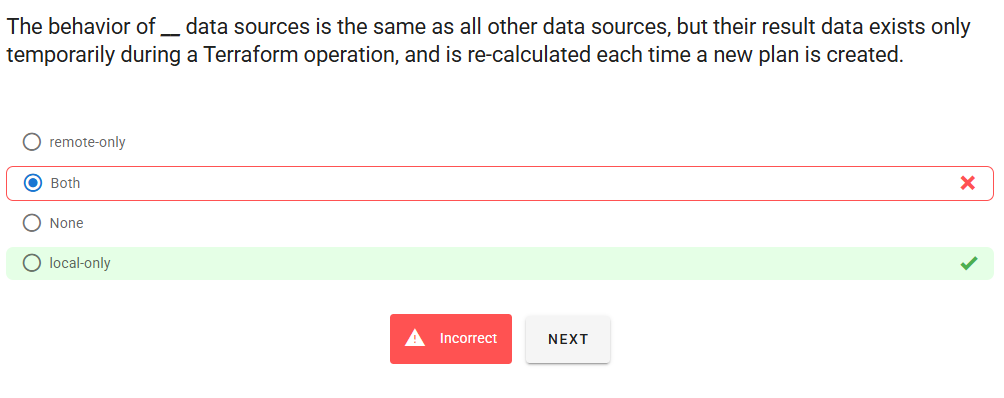 The behavior of __ data sources is the same as all other data sources, but their result data exists only
temporarily during a Terraform operation, and is re-calculated each time a new plan is created.
remote-only
Both
None
local-only
Incorrect
NEXT